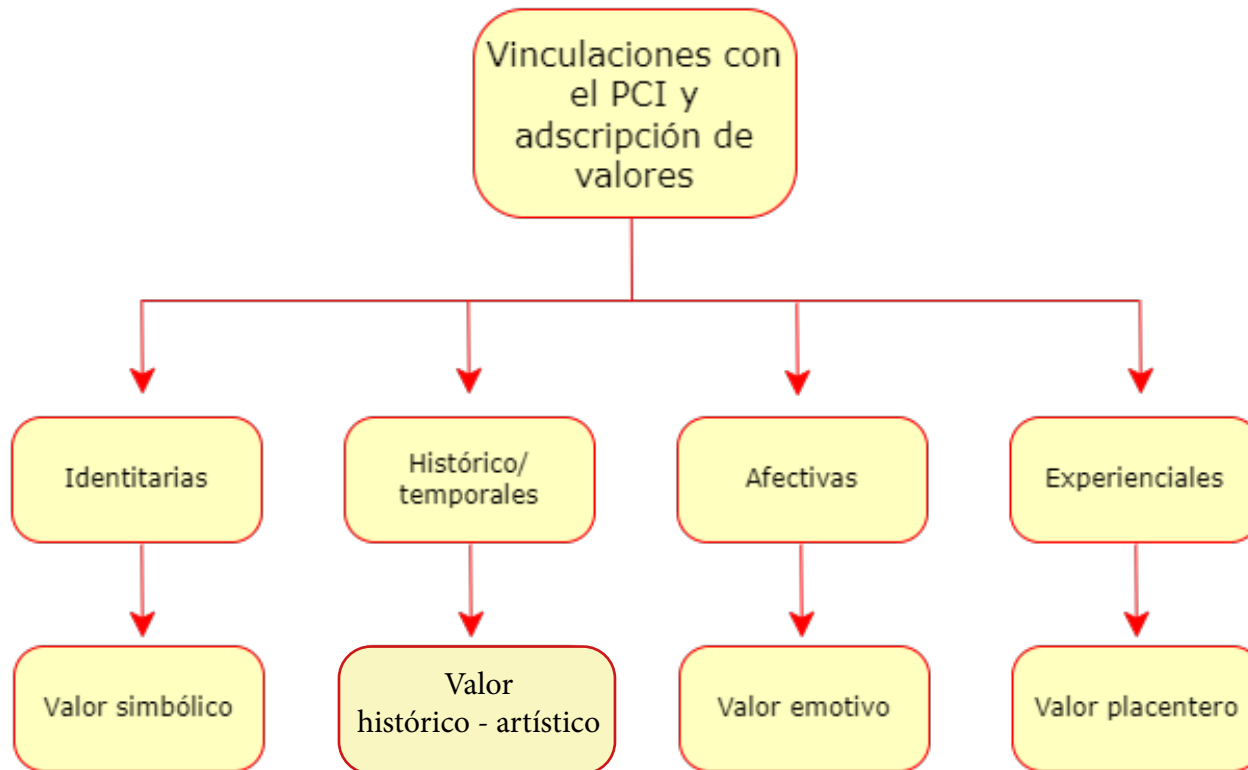 Vinculaciones con
el PCI y
adscripción de
valores
Identitarias
Histórico/
temporales
Afectivas
Experienciales
Valor simbólico
Valor
histórico - artístico
Valor emotivo
Valor placentero